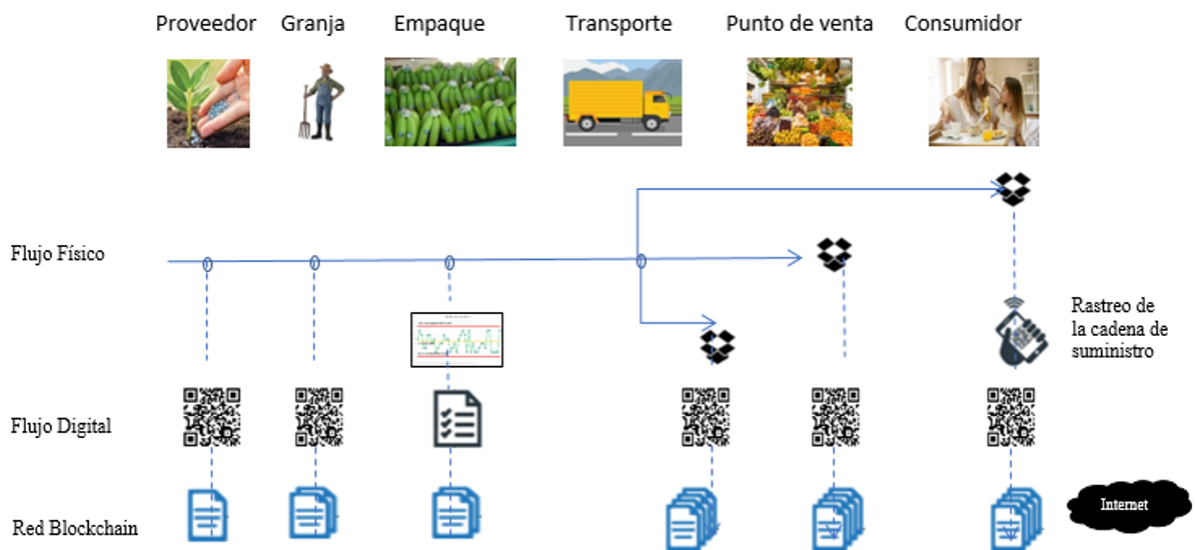 Proveedor
Granja
Empaque
Transporte
Punto de venta
Consumidor
Flujo Físico
Rastreo de
la cadena de
suministro
Flujo Digital
Red Blockchain
Internet